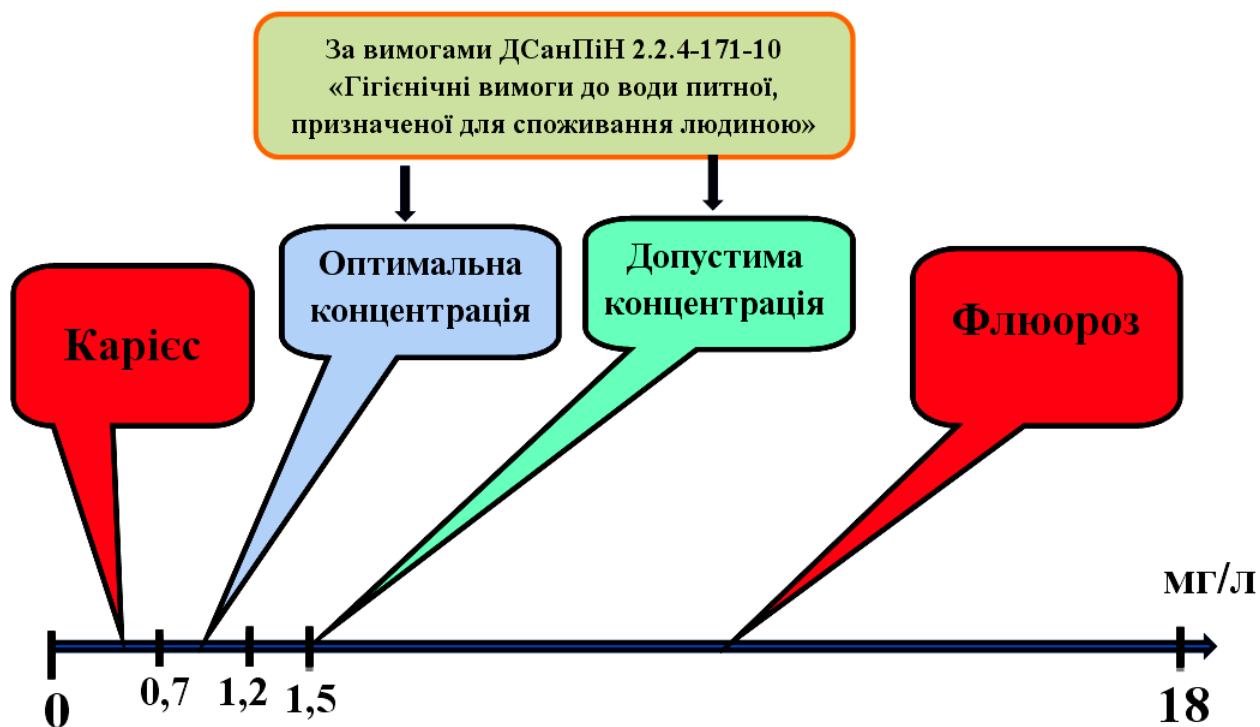 За вимогами ДСанПіН 2.2.4-171-10
«Гігієнічні вимоги до води питної,
призначеної для споживання людиною»
Карієс
Оптимальна
концентрація
Допустима
концентрація
Флюороз
мг/л
0
0,7
1,2
1,5
18